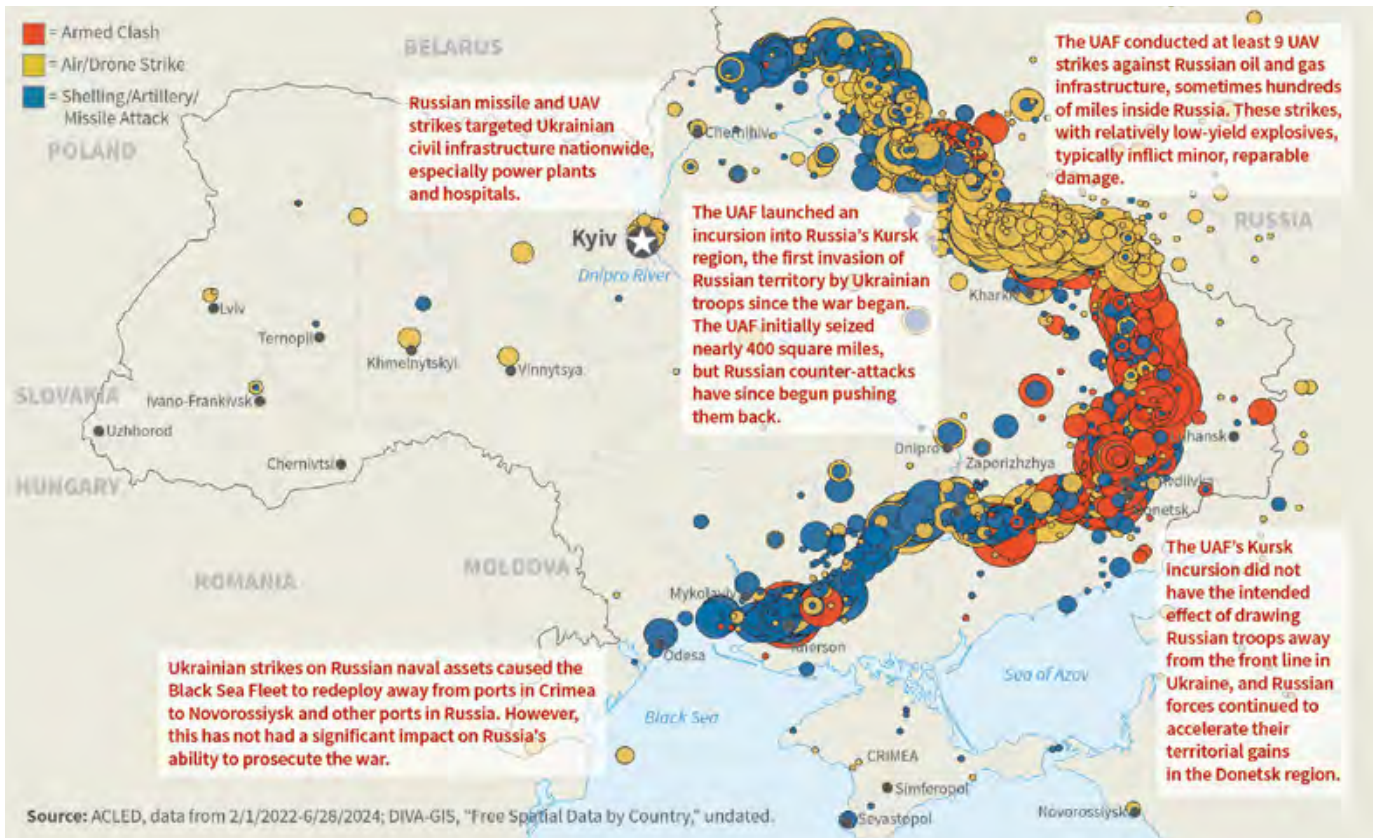 = Armed Clash
= Air/Drone Strike
= Shelling/Artillery/
Missile Attack
BELARUS
POLAND
Russian missile and UAV
strikes targeted Ukrainian
civil infrastructure nationwide,
especially power plants
and hospitals.
The UAF conducted at least 9 UAV
strikes against Russian oil and gas
infrastructure, sometimes hundreds
of miles inside Russia. These strikes,
with relatively low-yield explosives,
typically inflict minor, reparable
damage.
Chernihiv
RUSSIA
Kyiv
Dnipro River
The UAF launched an
incursion into Russia's Kursk
region, the first invasion of
Russian territory by Ukrainian
troops since the war began.
The UAF initially seized
nearly 400 square miles,
but Russian counter-attacks
have since begun pushing
them back.
Kharkiv
Lviv
Ternopil
Khmelnytskyi
Vinnytsya
SLOVAKIA
Ivano-Frankivsk
Uzhhorod
Chernivtsi
HUNGARY
Dnipro
Zaporizhzhya
Donetsk
MOLDOVA
ROMANIA
Mykolayiv
Kherson
Odesa
The UAF's Kursk
incursion did not
have the intended
effect of drawing
Russian troops away
from the front line in
Ukraine, and Russian
forces continued to
accelerate their
territorial gains
in the Donetsk region.
Ukrainian strikes on Russian naval assets caused the
Black Sea Fleet to redeploy away from ports in Crimea
to Novorossiysk and other ports in Russia. However,
this has not had a significant impact on Russia's
ability to prosecute the war.
Sea of Azov
Black Sea
CRIMEA
Simferopol
Sevastopol
Novorossiysk
Source: ACLED, data from 2/1/2022-6/28/2024; DIVA-GIS, "Free Spatial Data by Country," undated.